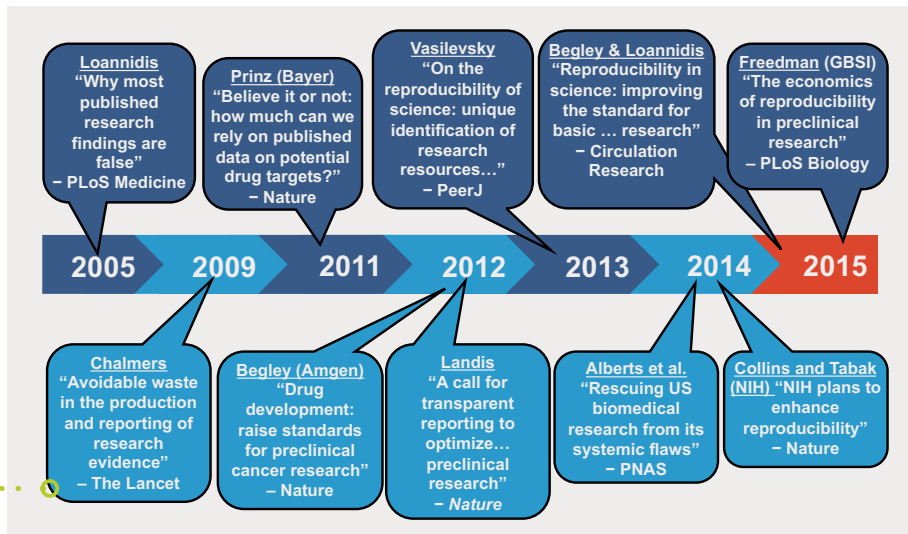 Loannidis
“Why most
published
research
findings are
false”
– PLoS Medicine
Prinz (Bayer)
“Believe it or not:
how much can we
rely on published
data on potential
drug targets?”
– Nature
Vasilevsky
“On the
reproducibility of
science: unique
identification of
research
resources…”
– PeerJ
Begley & Loannidis
“Reproducibility in
science: improving
the standard for
basic … research”
– Circulation
Research
Freedman (GBSI)
“The economics
of reproducibility
in preclinical
research”
– PLoS Biology
2005
2009
2011
2012
2013
2014
2015
Chalmers
“Avoidable waste
in the production
and reporting of
research
evidence”
– The Lancet
Begley (Amgen)
“Drug
development:
raise standards
for preclinical
cancer research”
– Nature
Landis
“A call for
transparent
reporting to
optimize…
preclinical
research”
– Nature
Alberts et al.
“Rescuing US
biomedical
research from its
systemic flaws”
– PNAS
Collins and Tabak
(NIH) “NIH plans to
enhance
reproducibility”
– Nature